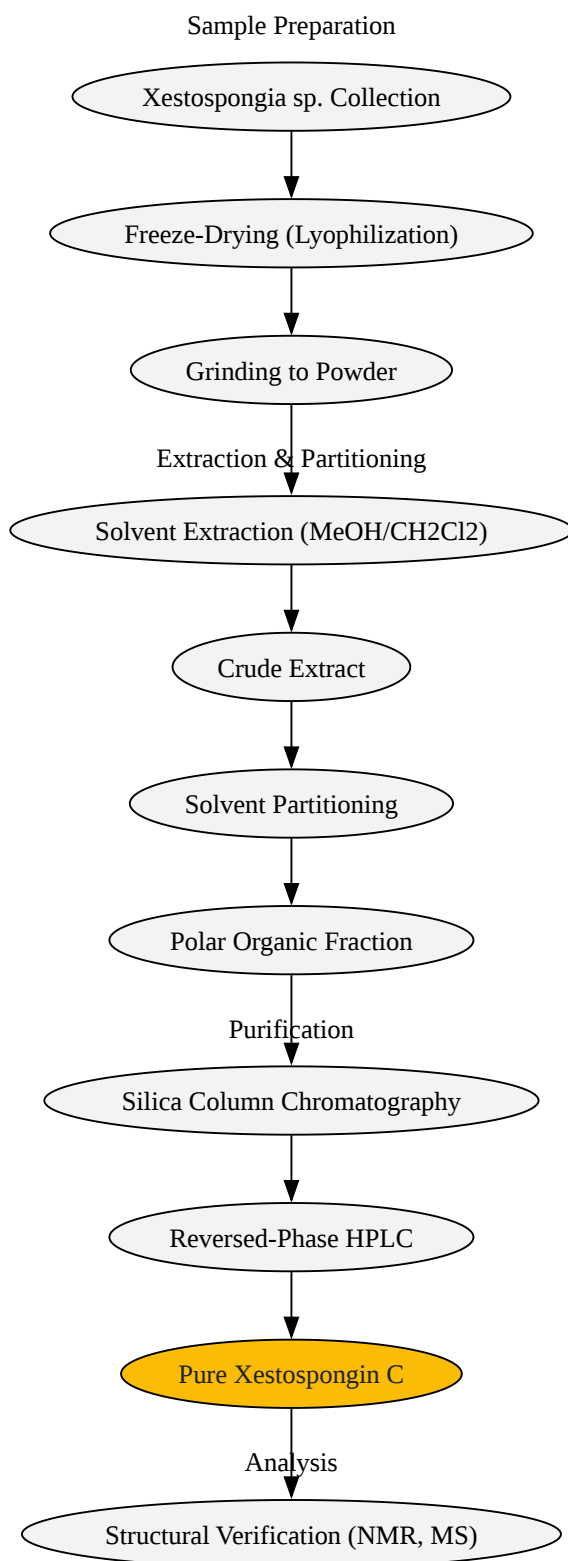 Sample Preparation
Xestospongia sp. Collection
Freeze-Drying (Lyophilization)
Grinding to Powder
Extraction & Partitioning
Solvent Extraction (MeOH/CH2Cl2)
Crude Extract
Solvent Partitioning
Polar Organic Fraction
Purification
Silica Column Chromatography
Reversed-Phase HPLC
Pure Xestospongin C
Analysis
Structural Verification (NMR, MS)